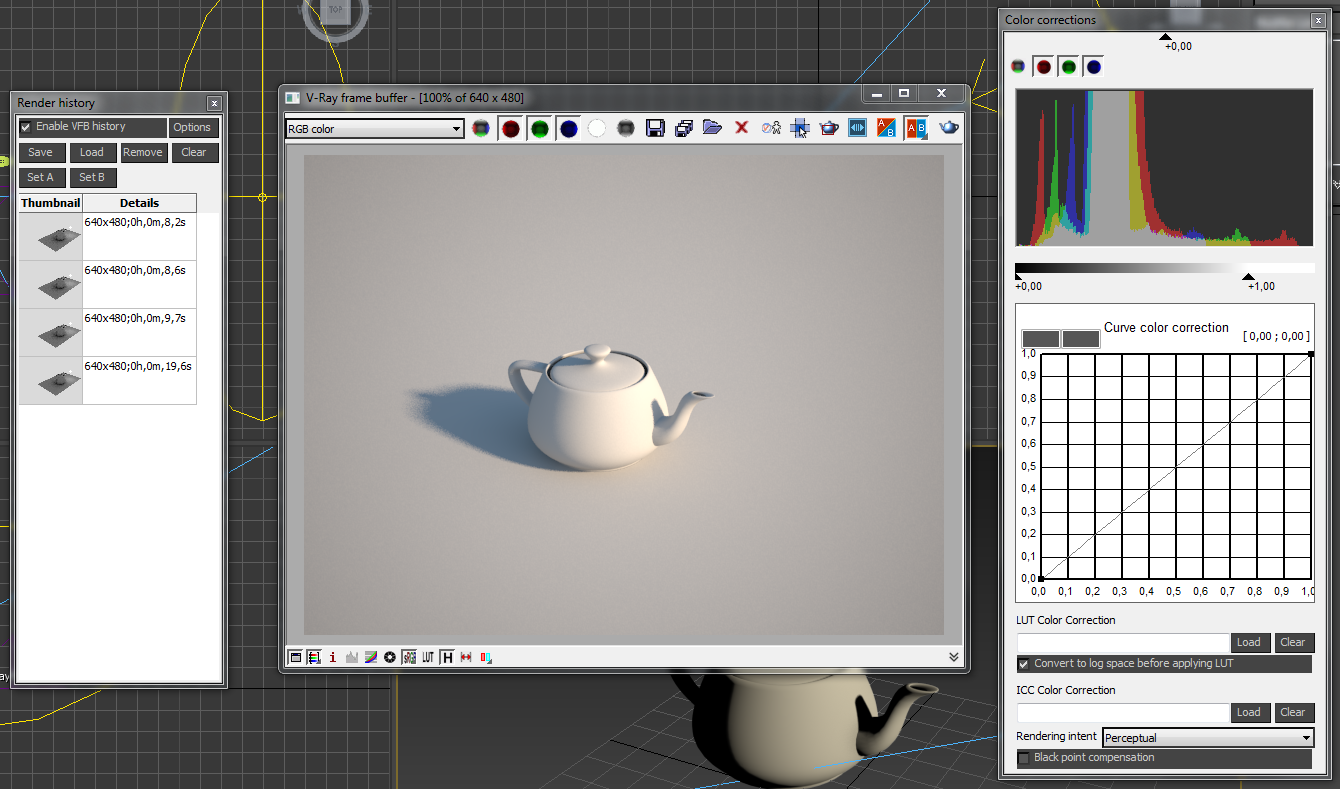 TOP
Render history
Enable VFB history
Options
Save
Load
Remove
Clear
Set A
Set B
Thumbnail
Details
640x480;0h,0m,8,2s
640x480;0h,0m,8,6s
640x480;0h,0m,9,7s
640x480;0h,0m,19,6s
V-Ray frame buffer - [100% of 640 x 480]
RGB color
A
B
A B
i
sRGB
LUT
H
Color corrections
+0,00
+0,00
+1,00
Curve color correction
[ 0,00 ; 0,00 ]
1,0
0,9
0,8
0,7
0,6
0,5
0,4
0,3
0,2
0,1
0,0
0,0 0,1 0,2 0,3 0,4 0,5 0,6 0,7 0,8 0,9 1,0
LUT Color Correction
Load
Clear
Convert to log space before applying LUT
ICC Color Correction
Load
Clear
Rendering intent
Perceptual
Black point compensation